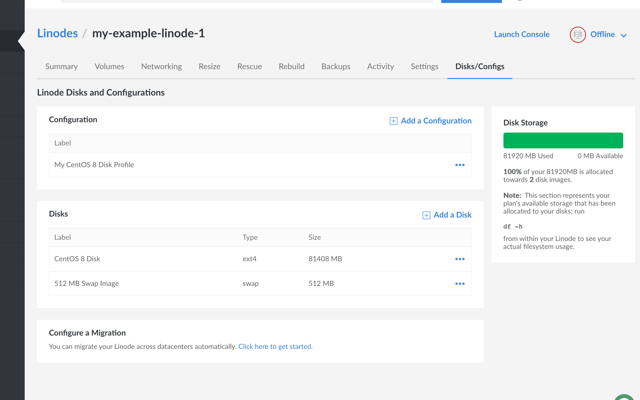 Linodes / my-example-linode-1
Launch Console
Offline
Summary Volumes Networking Resize Rescue Rebuild Backups Activity Settings Disks/Configs
Linode Disks and Configurations
Configuration
Add a Configuration
Label
My CentOS 8 Disk Profile
Disks
Add a Disk
Label Type Size
CentOS 8 Disk ext4 81408 MB
512 MB Swap Image swap 512 MB
Configure a Migration
You can migrate your Linode across datacenters automatically. Click here to get started.
Disk Storage
81920 MB Used 0 MB Available
100% of your 81920MB is allocated
towards 2 disk images.
Note: This section represents your
plan's available storage that has been
allocated to your disks; run
df -h
from within your Linode to see your
actual filesystem usage.